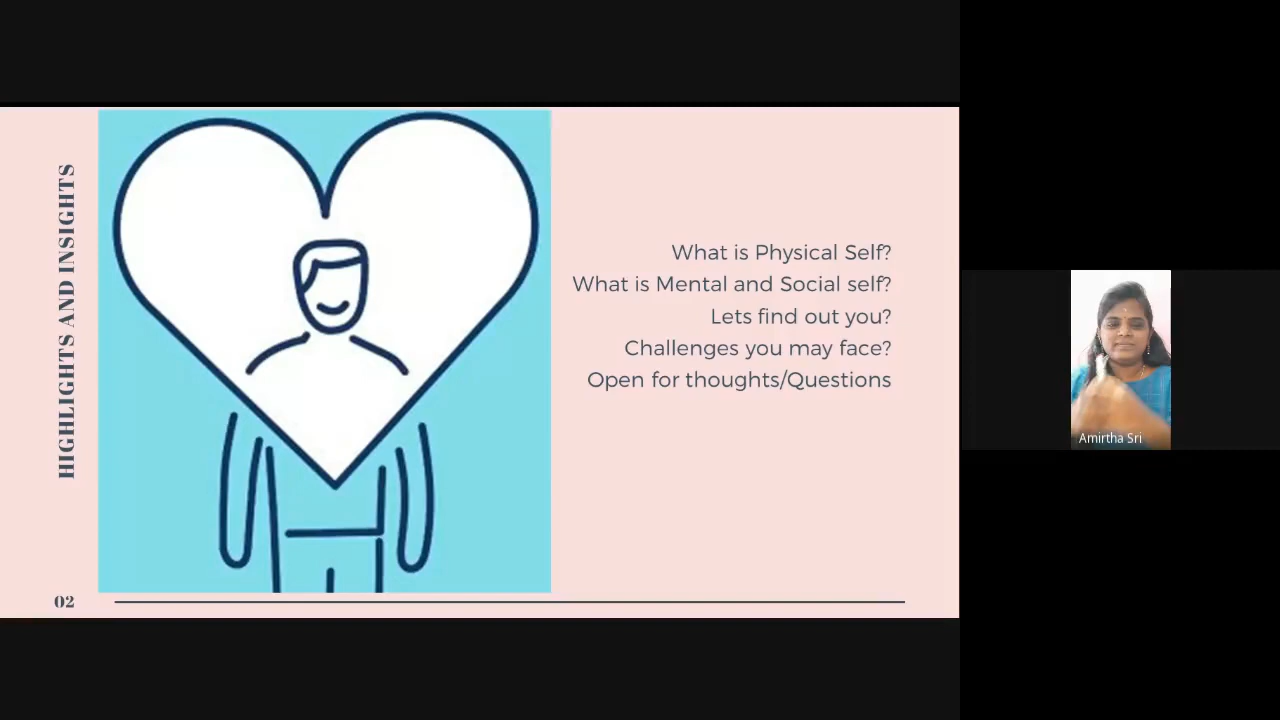 HIGHLIGHTS AND INSIGHTS
What is Physical Self?
What is Mental and Social self?
Lets find out you?
Challenges you may face?
Open for thoughts/Questions
02
Amirtha Sri